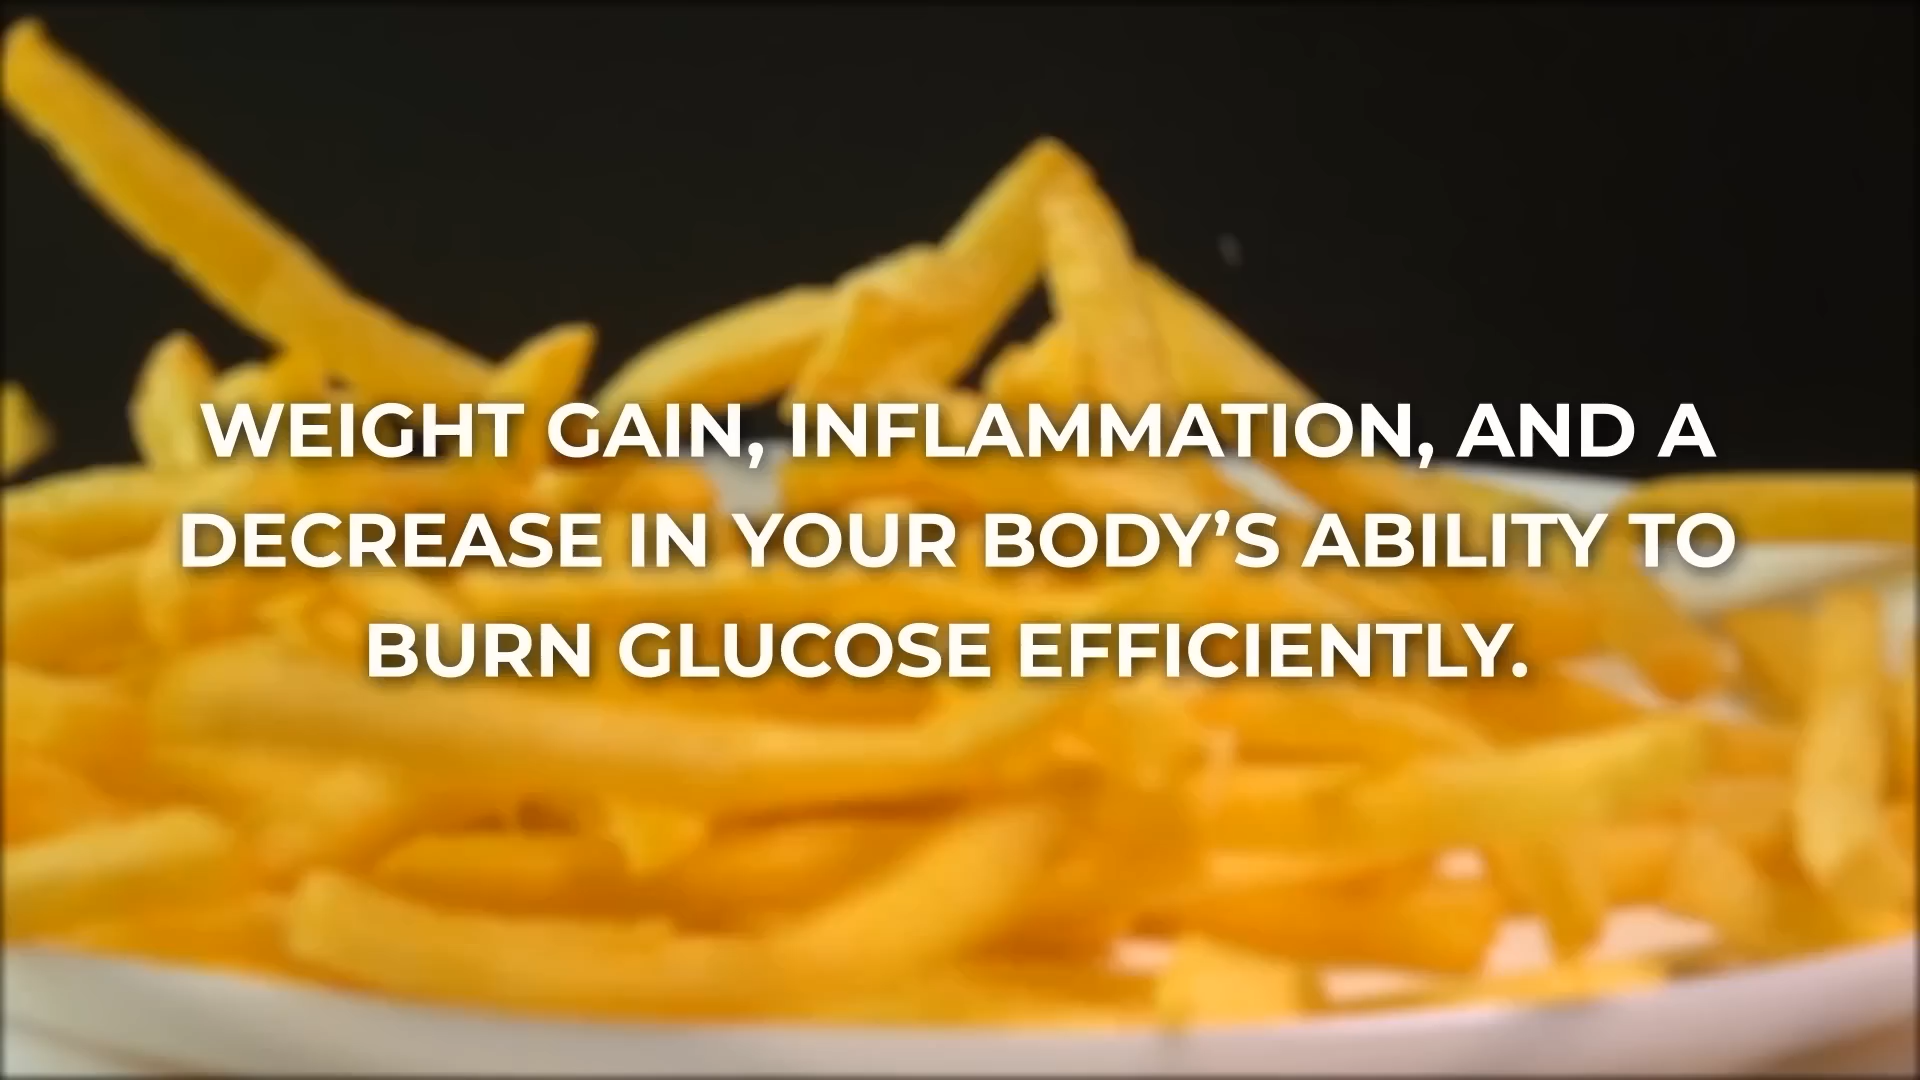 WEIGHT GAIN, INFLAMMATION, AND A
DECREASE IN YOUR BODY’S ABILITY TO
BURN GLUCOSE EFFICIENTLY.